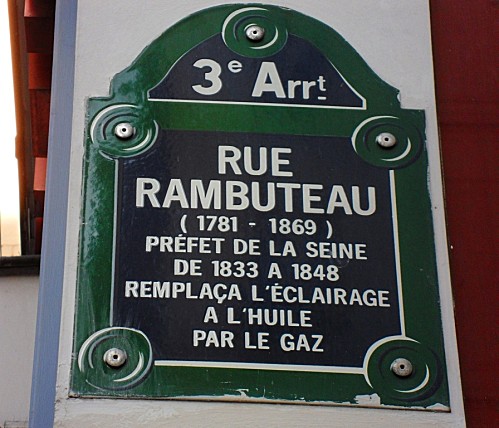 3e Arrt
RUE
RAMBUTEAU
( 1781 - 1869 )
PRÉFET DE LA SEINE
DE 1833 A 1848
REMPLAÇA L'ÉCLAIRAGE
A L'HUILE
PAR LE GAZ